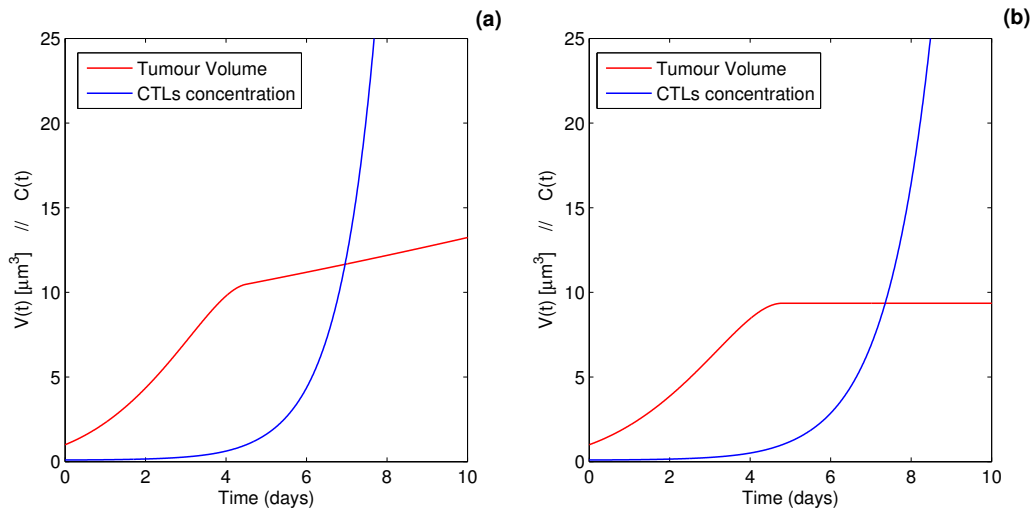 (a)
25
20
15
10
5
0
Tumour Volume
CTLs concentration
V(t) [μm³] // C(t)
0 2 4 6 8 10
Time (days)
(b)
25
20
15
10
5
0
Tumour Volume
CTLs concentration
V(t) [μm³] // C(t)
0 2 4 6 8 10
Time (days)